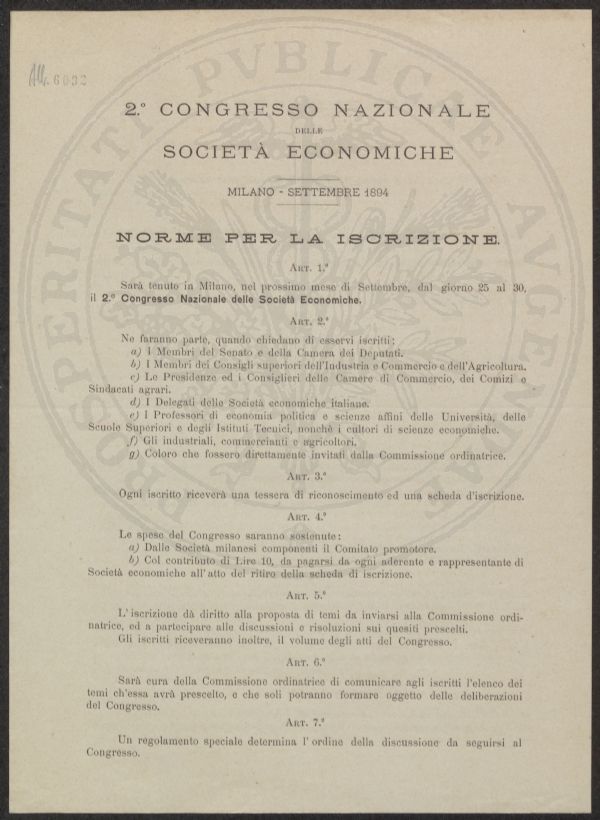 All. 6032
2.º CONGRESSO NAZIONALE
DELLE
SOCIETÀ ECONOMICHE
MILANO - SETTEMBRE 1894
NORME PER LA ISCRIZIONE.
ART. 1.º
Sarà tenuto in Milano, nel prossimo mese di Settembre, dal giorno 25 al 30,
il 2.º Congresso Nazionale delle Società Economiche.
ART. 2.º
Ne faranno parte, quando chiedano di esservi iscritti:
a) I Membri del Senato e della Camera dei Deputati.
b) I Membri dei Consigli superiori dell'Industria e Commercio e dell'Agricoltura.
c) Le Presidenze ed i Consiglieri delle Camere di Commercio, dei Comizi e
Sindacati agrari.
d) I Delegati delle Società economiche italiane.
e) I Professori di economia politica e scienze affini delle Università, delle
Scuole Superiori e degli Istituti Tecnici, nonchè i cultori di scienze economiche.
f) Gli industriali, commercianti e agricoltori.
g) Coloro che fossero direttamente invitati dalla Commissione ordinatrice.
ART. 3.º
Ogni iscritto riceverà una tessera di riconoscimento ed una scheda d'iscrizione.
ART. 4.º
Le spese del Congresso saranno sostenute:
a) Dalle Società milanesi componenti il Comitato promotore.
b) Col contributo di Lire 10, da pagarsi da ogni aderente e rappresentante di
Società economiche all'atto del ritiro della scheda di iscrizione.
ART. 5.º
L'iscrizione dà diritto alla proposta di temi da inviarsi alla Commissione ordi-
natrice, ed a partecipare alle discussioni e risoluzioni sui quesiti prescelti.
Gli iscritti riceveranno inoltre, il volume degli atti del Congresso.
ART. 6.º
Sarà cura della Commissione ordinatrice di comunicare agli iscritti l'elenco dei
temi ch'essa avrà prescelto, e che soli potranno formare oggetto delle deliberazioni
del Congresso.
ART. 7.º
Un regolamento speciale determina l'ordine della discussione da seguirsi al
Congresso.
PROSPERITATI PVBLICAE AVGENDAE